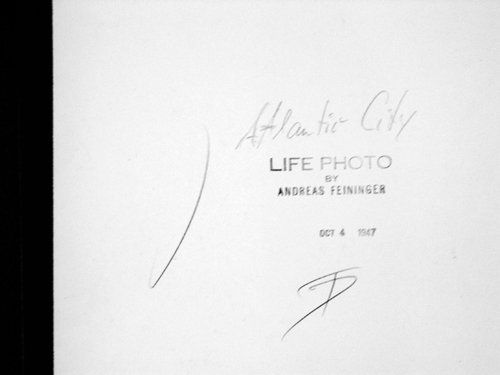 Atlantic City
LIFE PHOTO
BY
ANDREAS FEININGER
OCT 4 1947